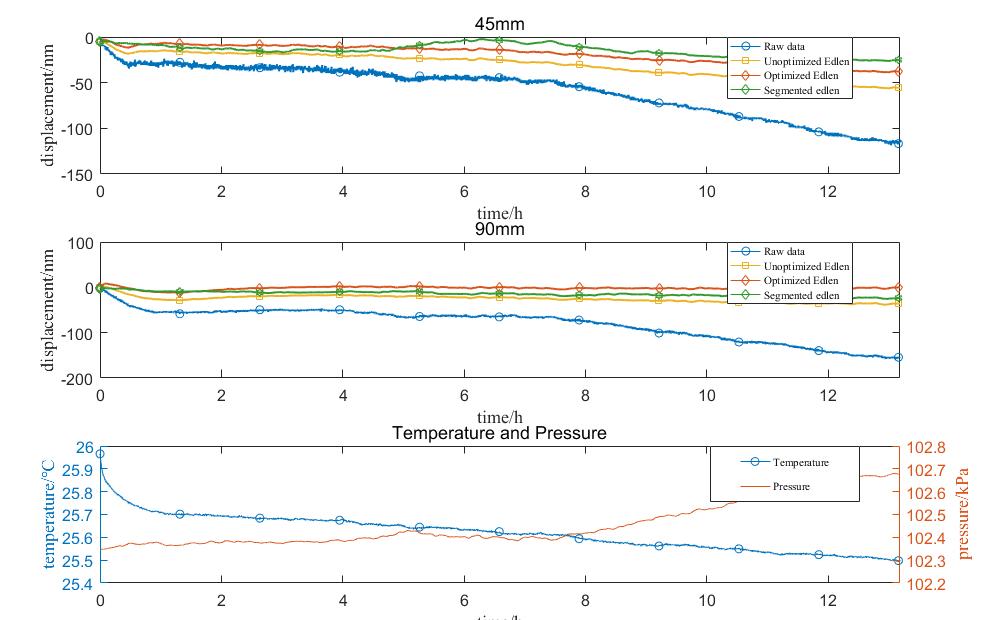 45mm
displacement/nm
0
-50
-100
-150
Raw data
Unoptimized Edlen
Optimized Edlen
Segmented edlen
0 2 4 6 8 10 12
time/h
90mm
displacement/nm
100
0
-100
-200
Raw data
Unoptimized Edlen
Optimized Edlen
Segmented edlen
0 2 4 6 8 10 12
time/h
Temperature and Pressure
temperature/°C
26
25.9
25.8
25.7
25.6
25.5
25.4
Temperature
Pressure
102.8
102.7
102.6
102.5
102.4
102.3
102.2
pressure/kPa
0 2 4 6 8 10 12